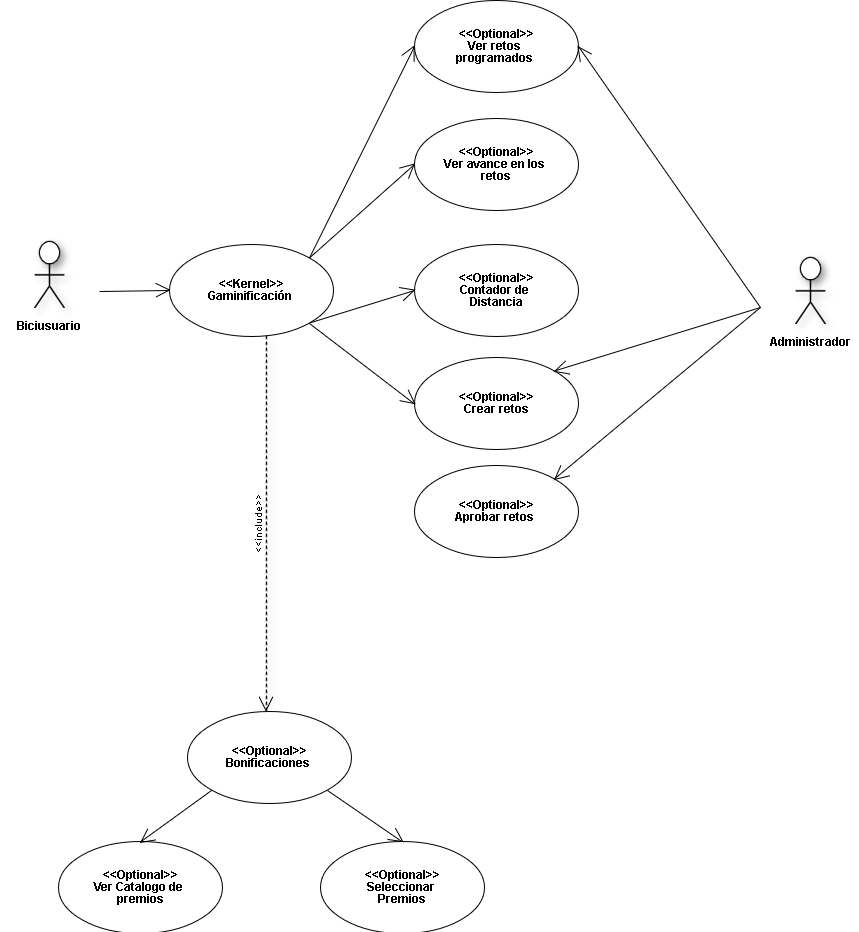 <<Optional>>
Ver retos
programados
<<Optional>>
Ver avance en los
retos
<<Kernel>>
Gaminificación
<<Optional>>
Contador de
Distancia
Biciusuario
Administrador
<<Optional>>
Crear retos
<<Optional>>
Aprobar retos
<<include>>
<<Optional>>
Bonificaciones
<<Optional>>
Ver Catalogo de
premios
<<Optional>>
Seleccionar
Premios